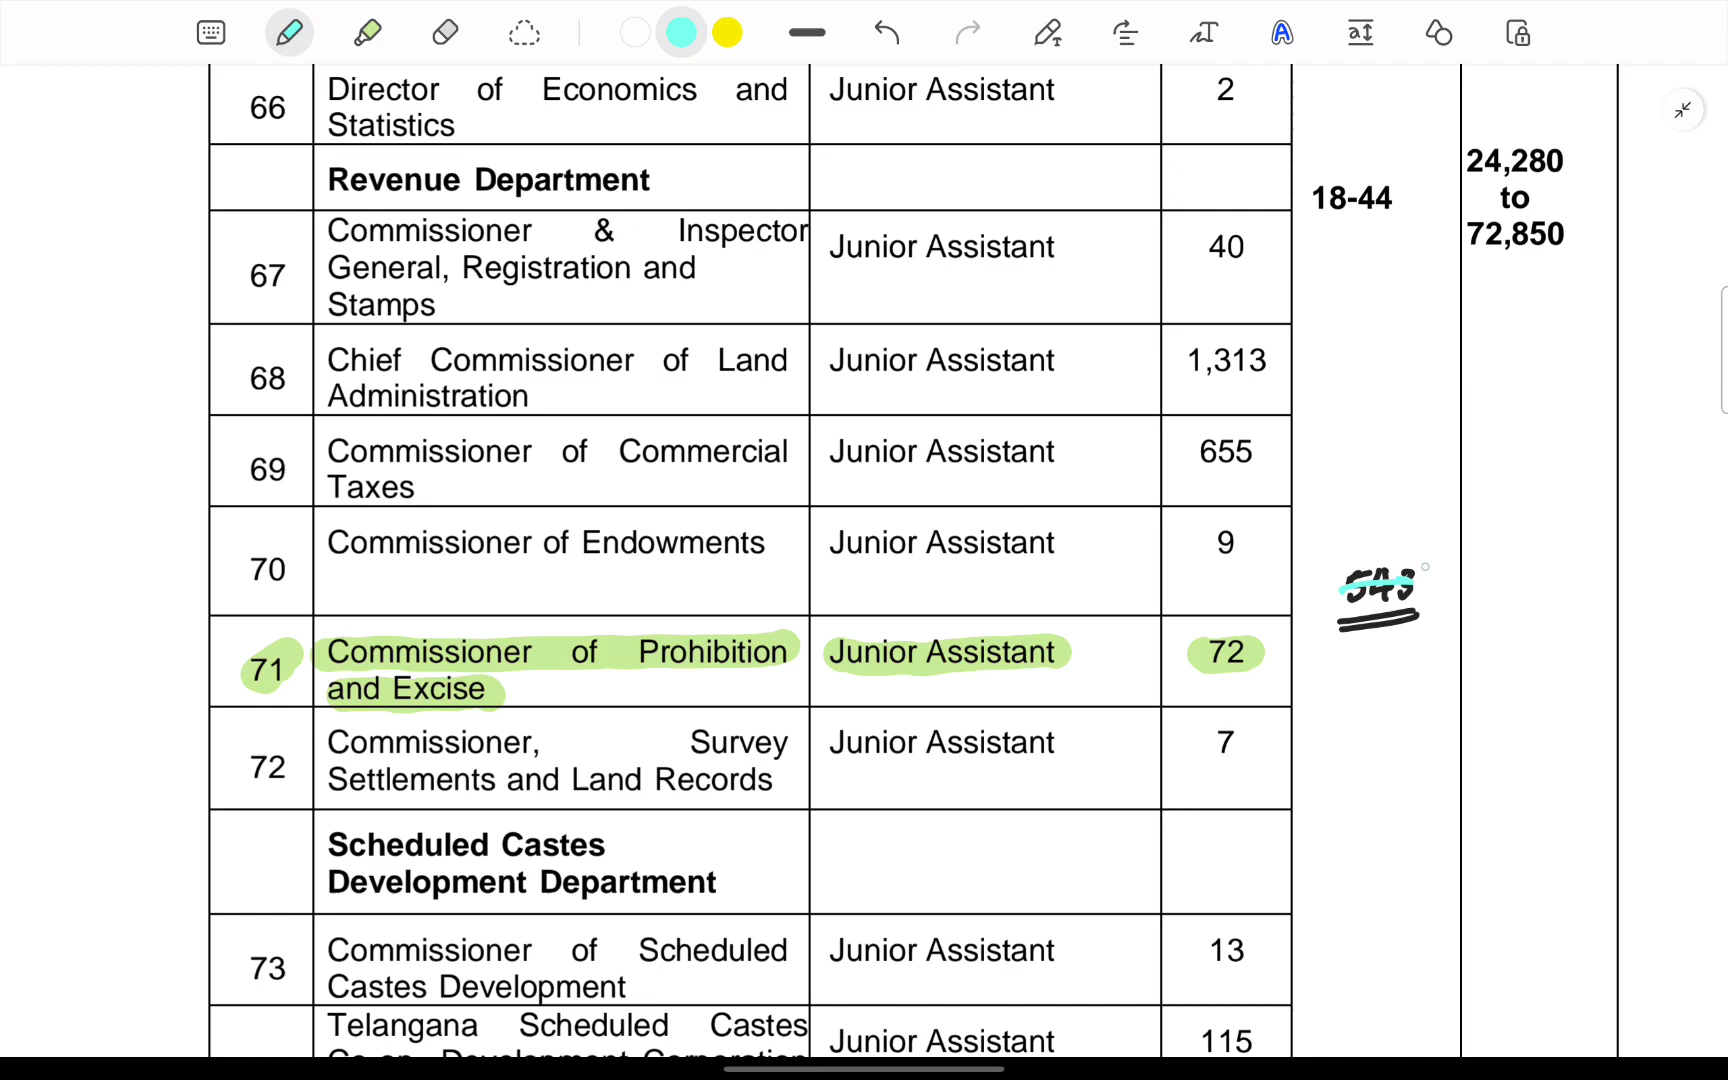 66 Director of Economics and Statistics Junior Assistant 2
Revenue Department
18-44
24,280
to
72,850
67 Commissioner & Inspector General, Registration and Stamps Junior Assistant 40
68 Chief Commissioner of Land Administration Junior Assistant 1,313
69 Commissioner of Commercial Taxes Junior Assistant 655
70 Commissioner of Endowments Junior Assistant 9
543
71 Commissioner of Prohibition and Excise Junior Assistant 72
72 Commissioner, Survey Settlements and Land Records Junior Assistant 7
Scheduled Castes
Development Department
73 Commissioner of Scheduled Castes Development Junior Assistant 13
Telangana Scheduled Castes Junior Assistant 115